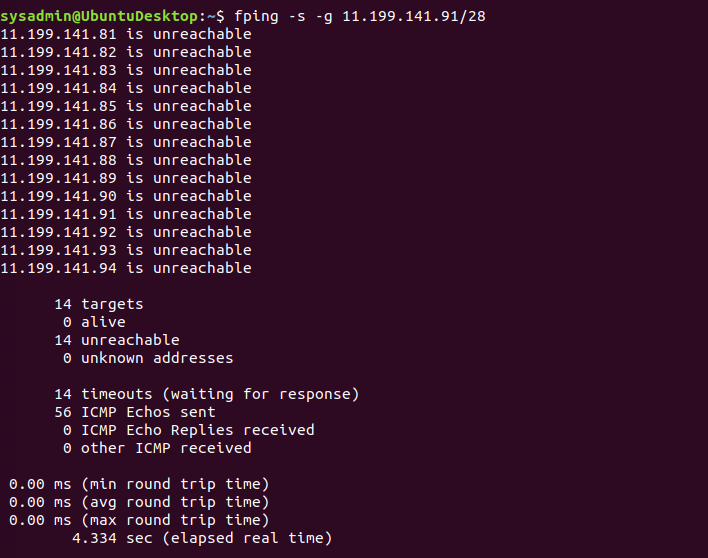 sysadmin@UbuntuDesktop:~$ fping -s -g 11.199.141.91/28
11.199.141.81 is unreachable
11.199.141.82 is unreachable
11.199.141.83 is unreachable
11.199.141.84 is unreachable
11.199.141.85 is unreachable
11.199.141.86 is unreachable
11.199.141.87 is unreachable
11.199.141.88 is unreachable
11.199.141.89 is unreachable
11.199.141.90 is unreachable
11.199.141.91 is unreachable
11.199.141.92 is unreachable
11.199.141.93 is unreachable
11.199.141.94 is unreachable
14 targets
0 alive
14 unreachable
0 unknown addresses
14 timeouts (waiting for response)
56 ICMP Echos sent
0 ICMP Echo Replies received
0 other ICMP received
0.00 ms (min round trip time)
0.00 ms (avg round trip time)
0.00 ms (max round trip time)
4.334 sec (elapsed real time)